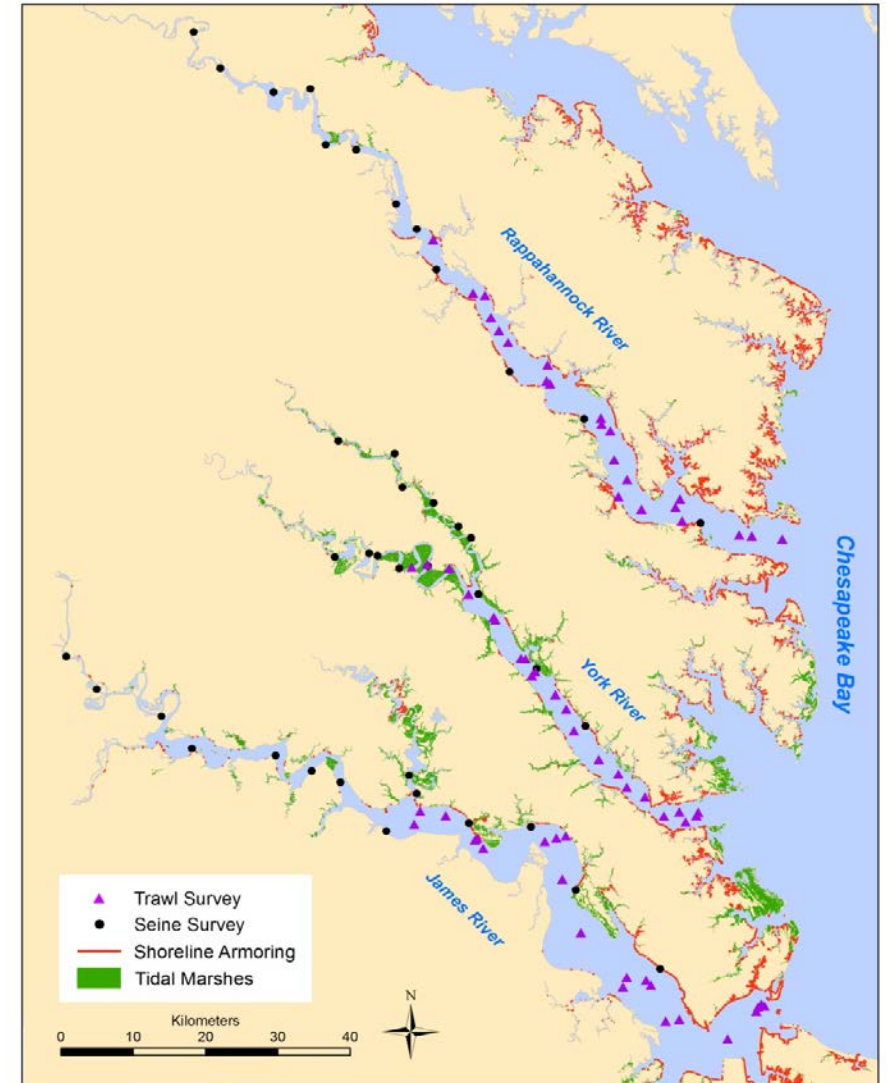 Rappahannock River
Chesapeake Bay
York River
James River
Trawl Survey
Seine Survey
Shoreline Armoring
Tidal Marshes
Kilometers
0 10 20 30 40
N